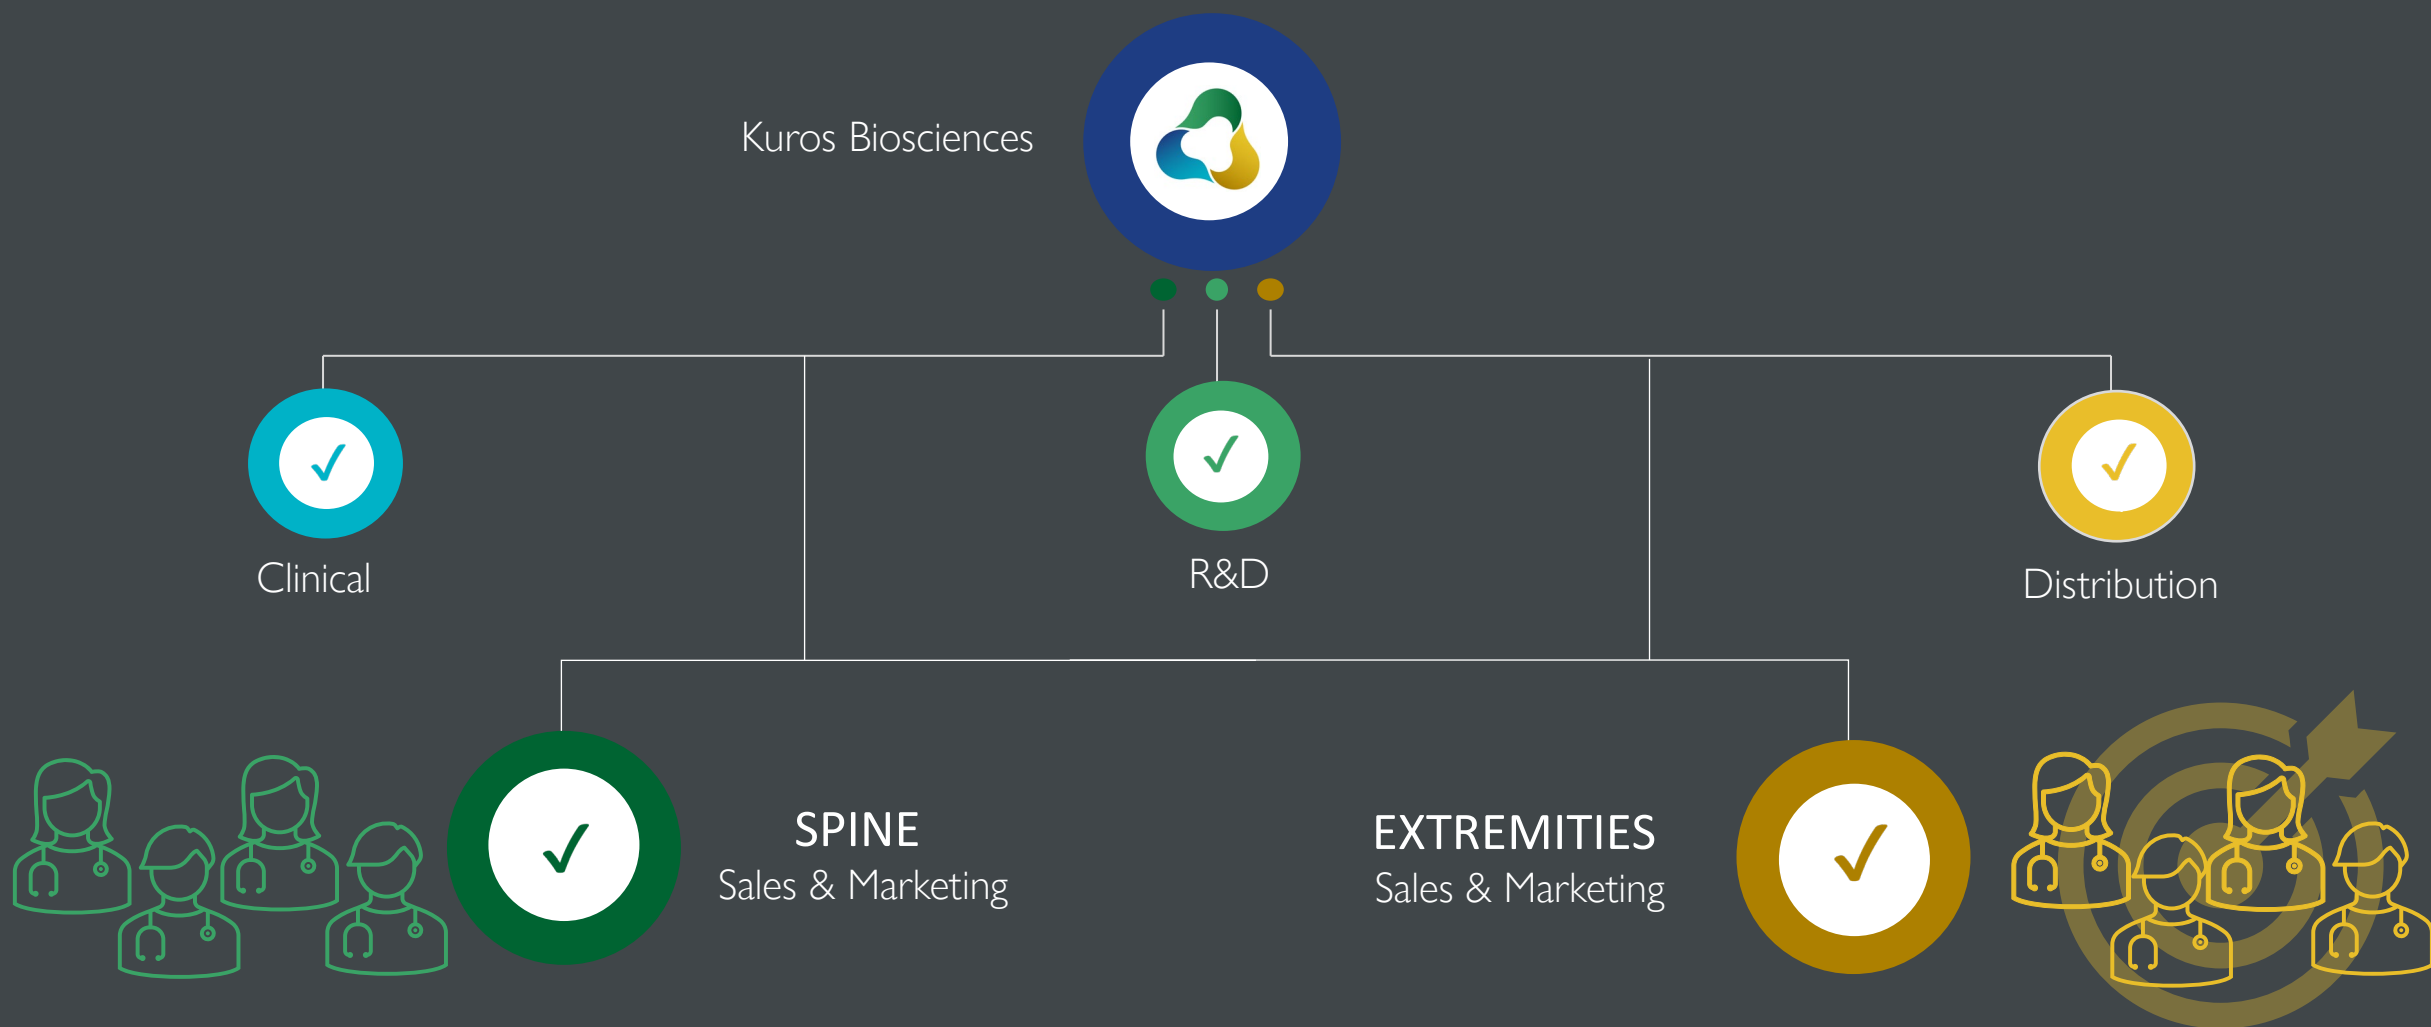 Kuros Biosciences
Clinical
R&D
Distribution
SPINE
Sales & Marketing
EXTREMITIES
Sales & Marketing